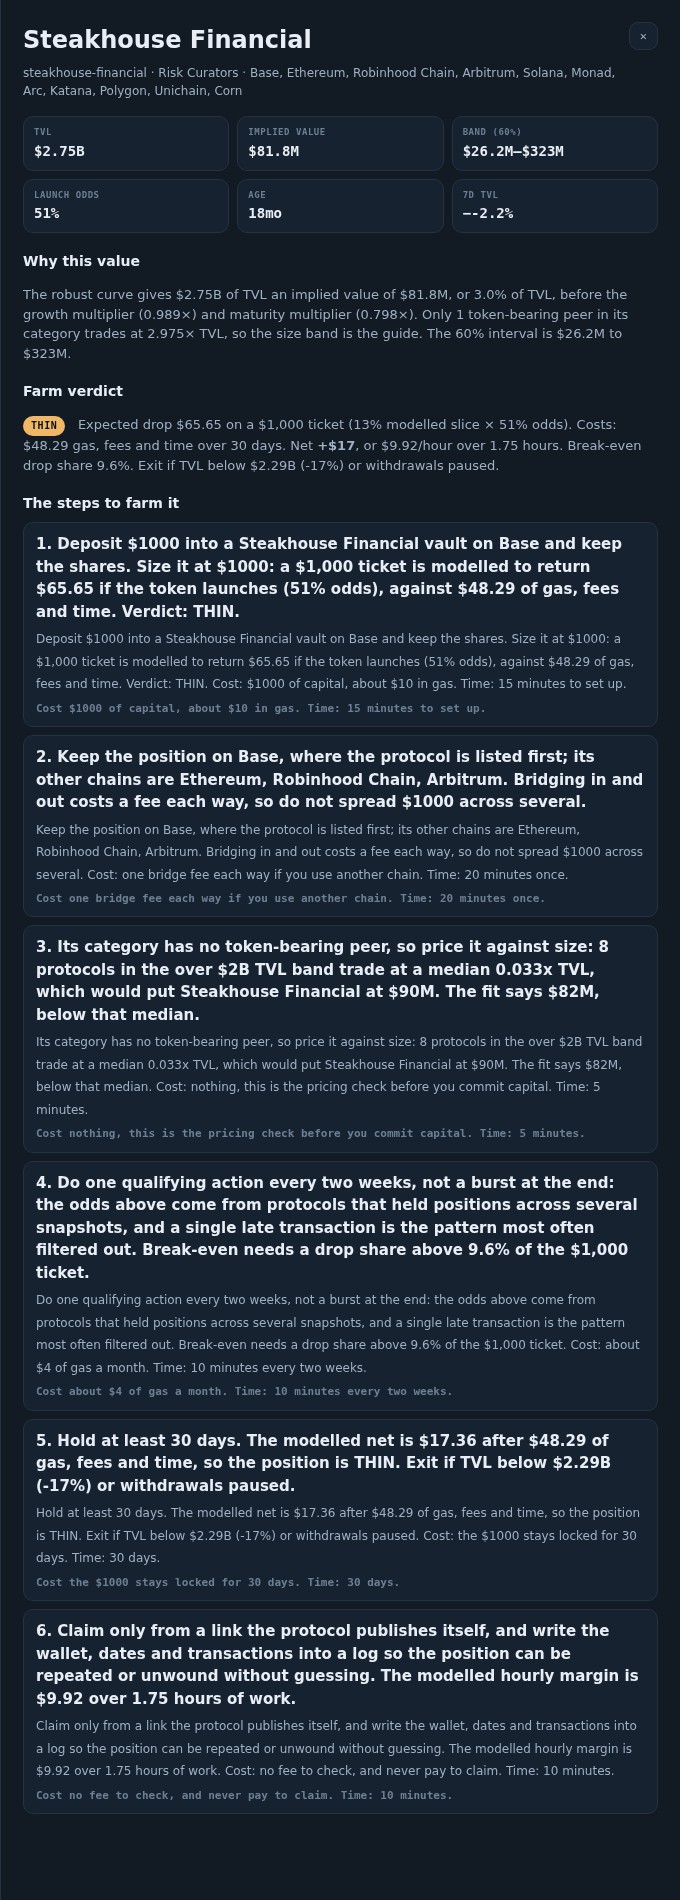 Steakhouse Financial
×
steakhouse-financial · Risk Curators · Base, Ethereum, Robinhood Chain, Arbitrum, Solana, Monad,
Arc, Katana, Polygon, Unichain, Corn
TVL
$2.75B
IMPLIED VALUE
$81.8M
BAND (60%)
$26.2M—$323M
LAUNCH ODDS
51%
AGE
18mo
7D TVL
−-2.2%
Why this value
The robust curve gives $2.75B of TVL an implied value of $81.8M, or 3.0% of TVL, before the
growth multiplier (0.989×) and maturity multiplier (0.798×). Only 1 token-bearing peer in its
category trades at 2.975× TVL, so the size band is the guide. The 60% interval is $26.2M to
$323M.
Farm verdict
THIN Expected drop $65.65 on a $1,000 ticket (13% modelled slice × 51% odds). Costs:
$48.29 gas, fees and time over 30 days. Net +$17, or $9.92/hour over 1.75 hours. Break-even
drop share 9.6%. Exit if TVL below $2.29B (-17%) or withdrawals paused.
The steps to farm it
1. Deposit $1000 into a Steakhouse Financial vault on Base and keep
the shares. Size it at $1000: a $1,000 ticket is modelled to return
$65.65 if the token launches (51% odds), against $48.29 of gas, fees
and time. Verdict: THIN.
Deposit $1000 into a Steakhouse Financial vault on Base and keep the shares. Size it at $1000: a
$1,000 ticket is modelled to return $65.65 if the token launches (51% odds), against $48.29 of gas,
fees and time. Verdict: THIN. Cost: $1000 of capital, about $10 in gas. Time: 15 minutes to set up.
Cost $1000 of capital, about $10 in gas. Time: 15 minutes to set up.
2. Keep the position on Base, where the protocol is listed first; its
other chains are Ethereum, Robinhood Chain, Arbitrum. Bridging in and
out costs a fee each way, so do not spread $1000 across several.
Keep the position on Base, where the protocol is listed first; its other chains are Ethereum,
Robinhood Chain, Arbitrum. Bridging in and out costs a fee each way, so do not spread $1000 across
several. Cost: one bridge fee each way if you use another chain. Time: 20 minutes once.
Cost one bridge fee each way if you use another chain. Time: 20 minutes once.
3. Its category has no token-bearing peer, so price it against size: 8
protocols in the over $2B TVL band trade at a median 0.033x TVL,
which would put Steakhouse Financial at $90M. The fit says $82M,
below that median.
Its category has no token-bearing peer, so price it against size: 8 protocols in the over $2B TVL band
trade at a median 0.033x TVL, which would put Steakhouse Financial at $90M. The fit says $82M,
below that median. Cost: nothing, this is the pricing check before you commit capital. Time: 5
minutes.
Cost nothing, this is the pricing check before you commit capital. Time: 5 minutes.
4. Do one qualifying action every two weeks, not a burst at the end:
the odds above come from protocols that held positions across several
snapshots, and a single late transaction is the pattern most often
filtered out. Break-even needs a drop share above 9.6% of the $1,000
ticket.
Do one qualifying action every two weeks, not a burst at the end: the odds above come from
protocols that held positions across several snapshots, and a single late transaction is the pattern
most often filtered out. Break-even needs a drop share above 9.6% of the $1,000 ticket. Cost: about
$4 of gas a month. Time: 10 minutes every two weeks.
Cost about $4 of gas a month. Time: 10 minutes every two weeks.
5. Hold at least 30 days. The modelled net is $17.36 after $48.29 of
gas, fees and time, so the position is THIN. Exit if TVL below $2.29B
(-17%) or withdrawals paused.
Hold at least 30 days. The modelled net is $17.36 after $48.29 of gas, fees and time, so the position
is THIN. Exit if TVL below $2.29B (-17%) or withdrawals paused. Cost: the $1000 stays locked for 30
days. Time: 30 days.
Cost the $1000 stays locked for 30 days. Time: 30 days.
6. Claim only from a link the protocol publishes itself, and write the
wallet, dates and transactions into a log so the position can be
repeated or unwound without guessing. The modelled hourly margin is
$9.92 over 1.75 hours of work.
Claim only from a link the protocol publishes itself, and write the wallet, dates and transactions into
a log so the position can be repeated or unwound without guessing. The modelled hourly margin is
$9.92 over 1.75 hours of work. Cost: no fee to check, and never pay to claim. Time: 10 minutes.
Cost no fee to check, and never pay to claim. Time: 10 minutes.